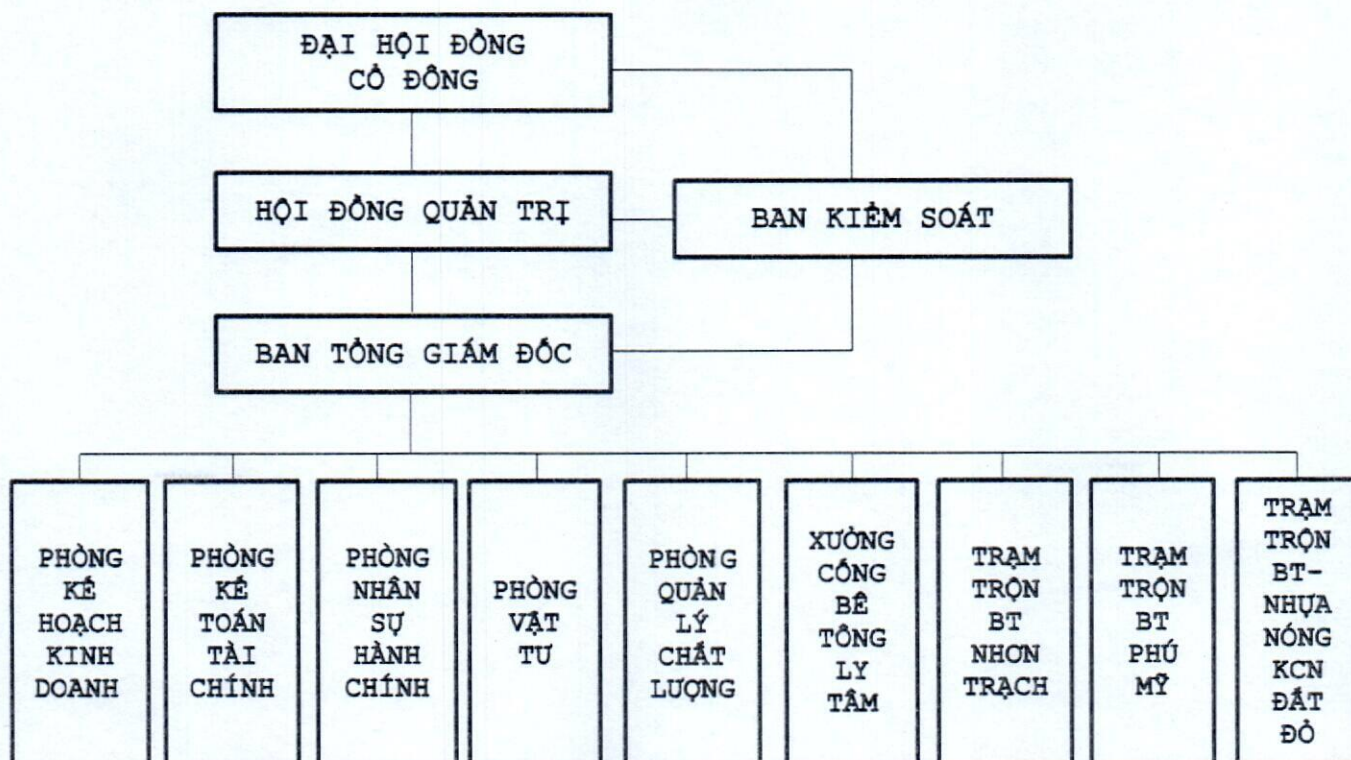 ĐẠI HỘI ĐỒNG
CỔ ĐÔNG
HỘI ĐỒNG QUẢN TRỊ
BAN KIỂM SOÁT
BAN TỔNG GIÁM ĐỐC
PHÒNG
KẾ
HOẠCH
KINH
DOANH
PHÒNG
KẾ
TOÁN
TÀI
CHÍNH
PHÒNG
NHÂN
SỰ
HÀNH
CHÍNH
PHÒNG
VẬT
TƯ
PHÒNG
QUẢN
LÝ
CHẤT
LƯỢNG
XƯỞNG
CỐNG
BÊ
TÔNG
LY
TÂM
TRẠM
TRỘN
BT
NHƠN
TRẠCH
TRẠM
TRỘN
BT
PHÚ
MỸ
TRẠM
TRỘN
BT-
NHỰA
NÓNG
KCN
ĐẤT
ĐỎ